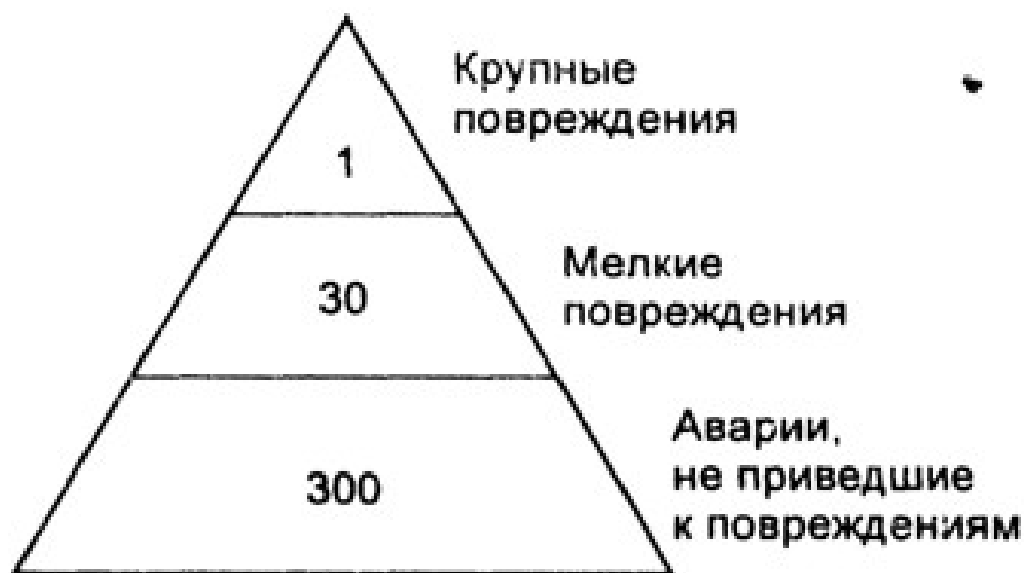 Крупные
повреждения
1
Мелкие
повреждения
30
Аварии,
не приведшие
к повреждениям
300